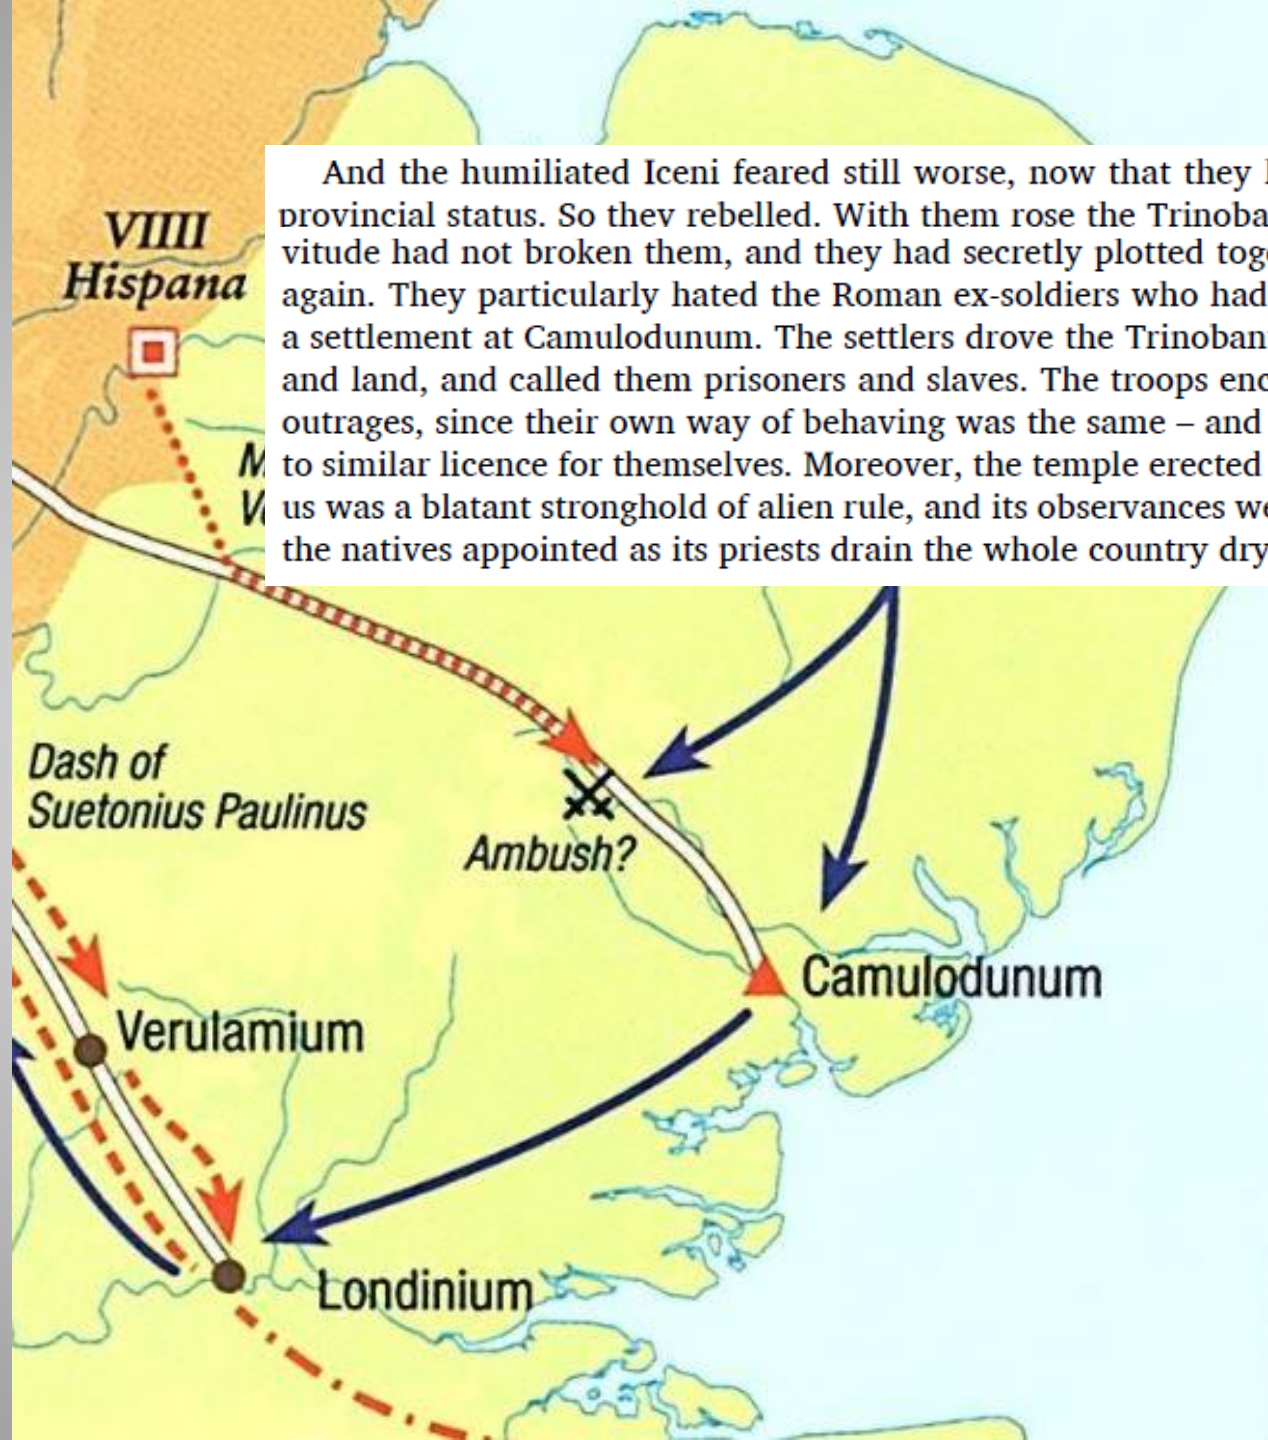 And the humiliated Iceni feared still worse, now that they
provincial status. So they rebelled. With them rose the Trinoba
vitude had not broken them, and they had secretly plotted toge
again. They particularly hated the Roman ex-soldiers who had
a settlement at Camulodunum. The settlers drove the Trinoban
and land, and called them prisoners and slaves. The troops enc
outrages, since their own way of behaving was the same – and
to similar licence for themselves. Moreover, the temple erected
us was a blatant stronghold of alien rule, and its observances we
the natives appointed as its priests drain the whole country dry
VIIII
Hispana
Dash of
Suetonius Paulinus
Ambush?
Camulodunum
Verulamium
Londinium